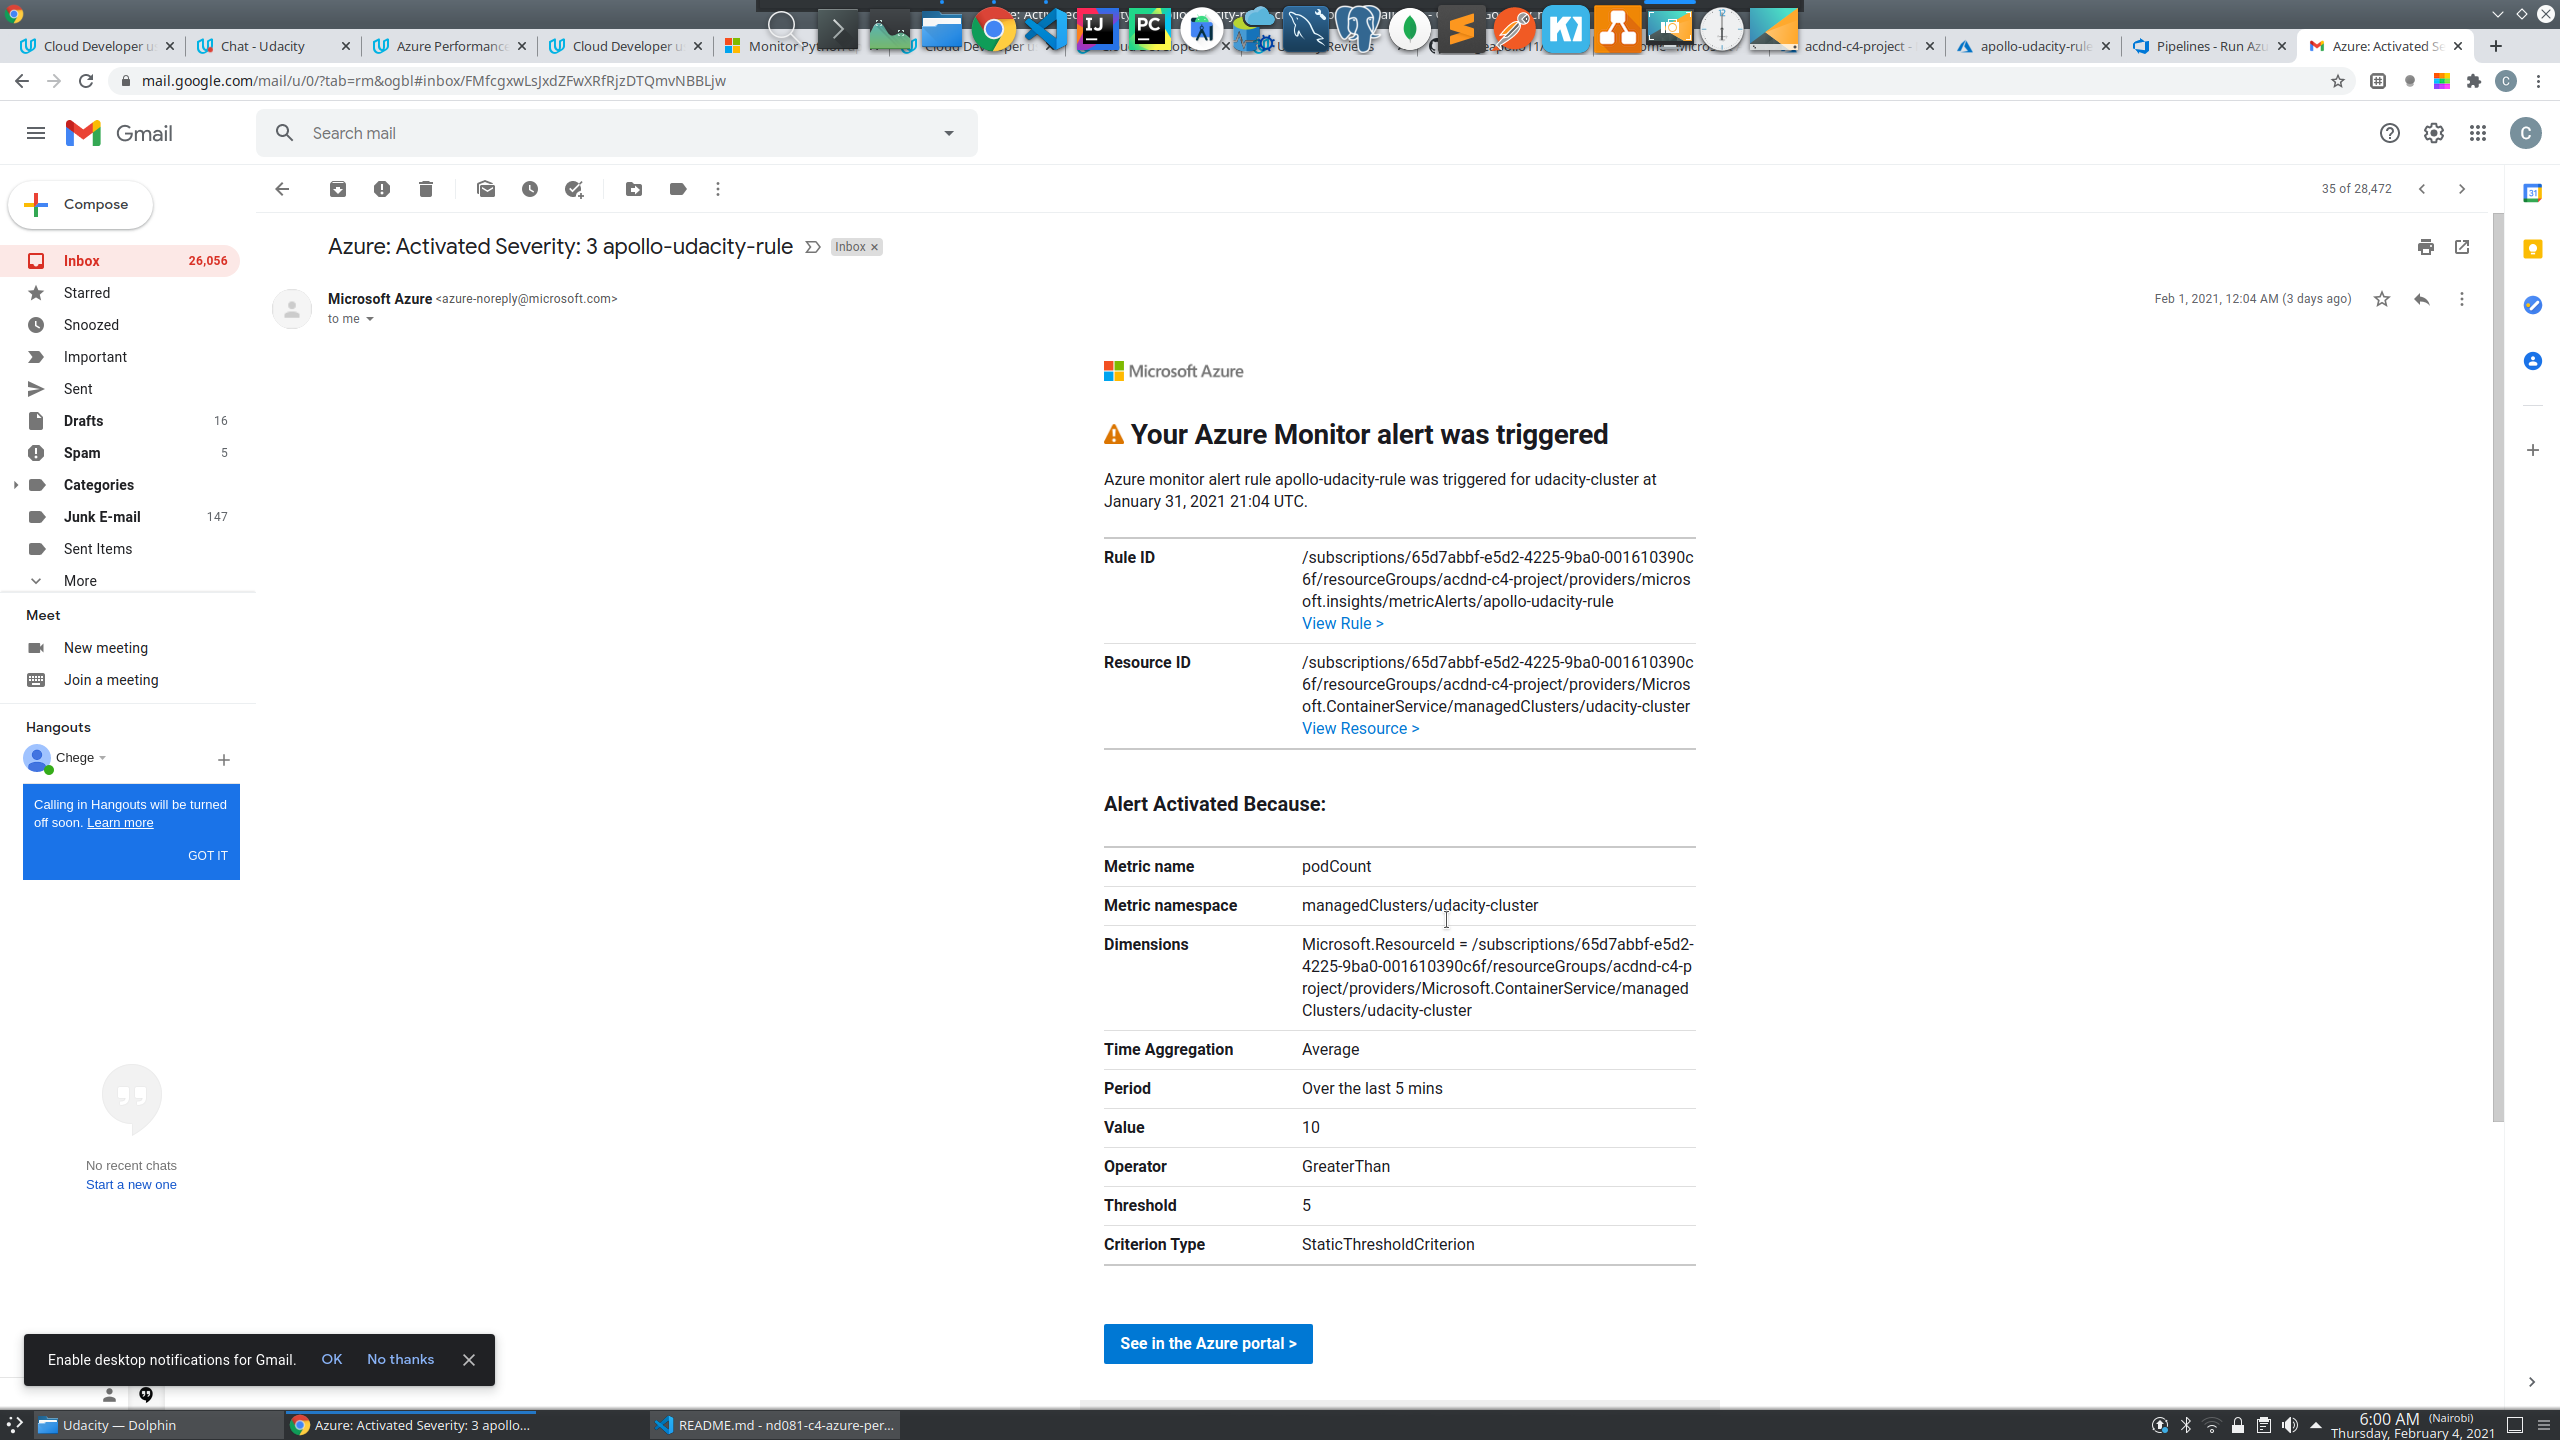 Cloud Developer u
Chat - Udacity
Azure Performance
Cloud Developer u
Monitor Pytho
acdnd-c4-project -
apollo-udacity-rule
Pipelines - Run Azu
Azure: Activated Se
mail.google.com/mail/u/0/?tab=rm&ogbl#inbox/FMfcgxwLsJxdZFwXRfRjzDTQmvNBBLjw
Gmail
Search mail
C
Compose
35 of 28,472
Azure: Activated Severity: 3 apollo-udacity-rule
Inbox
Inbox 26,056
Starred
Snoozed
Important
Sent
Drafts 16
Spam 5
Categories
Junk E-mail 147
Sent Items
More
Meet
New meeting
Join a meeting
Hangouts
Chege
Calling in Hangouts will be turned
off soon. Learn more
GOT IT
No recent chats
Start a new one
Microsoft Azure <azure-noreply@microsoft.com>
to me
Feb 1, 2021, 12:04 AM (3 days ago)
Microsoft Azure
Your Azure Monitor alert was triggered
Azure monitor alert rule apollo-udacity-rule was triggered for udacity-cluster at
January 31, 2021 21:04 UTC.
Rule ID /subscriptions/65d7abbf-e5d2-4225-9ba0-001610390c
6f/resourceGroups/acdnd-c4-project/providers/micros
oft.insights/metricAlerts/apollo-udacity-rule
View Rule >
Resource ID /subscriptions/65d7abbf-e5d2-4225-9ba0-001610390c
6f/resourceGroups/acdnd-c4-project/providers/Micros
oft.ContainerService/managedClusters/udacity-cluster
View Resource >
Alert Activated Because:
Metric name podCount
Metric namespace managedClusters/udacity-cluster
Dimensions Microsoft.ResourceId = /subscriptions/65d7abbf-e5d2-
4225-9ba0-001610390c6f/resourceGroups/acdnd-c4-p
roject/providers/Microsoft.ContainerService/managed
Clusters/udacity-cluster
Time Aggregation Average
Period Over the last 5 mins
Value 10
Operator GreaterThan
Threshold 5
Criterion Type StaticThresholdCriterion
See in the Azure portal >
Enable desktop notifications for Gmail. OK No thanks
Udacity — Dolphin
Azure: Activated Severity: 3 apollo...
README.md - nd081-c4-azure-per...
6:00 AM (Nairobi)
Thursday, February 4, 2021